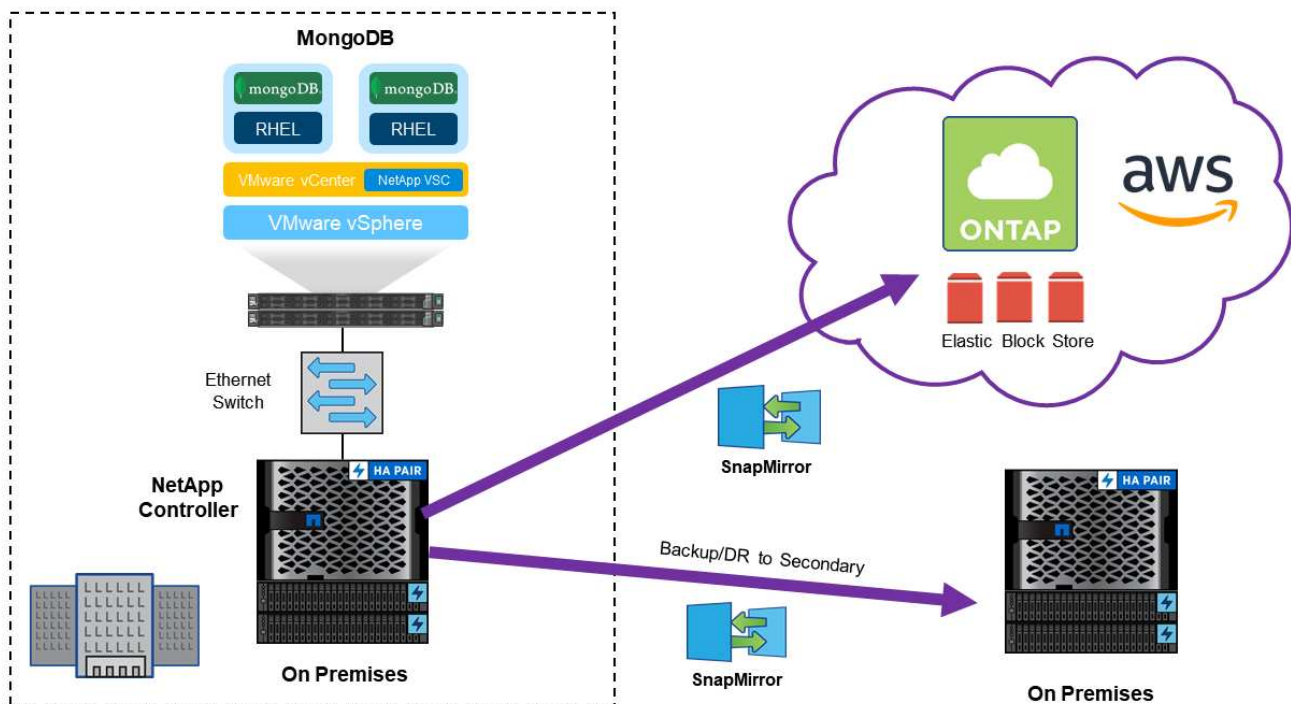 MongoDB
mongoDB.
mongoDB.
RHEL
RHEL
VMware vCenter
NetApp VSC
VMware vSphere
Ethernet
Switch
HA PAIR
NetApp
Controller
On Premises
ONTAP
aws
Elastic Block Store
SnapMirror
Backup/DR to Secondary
SnapMirror
HA PAIR
On Premises